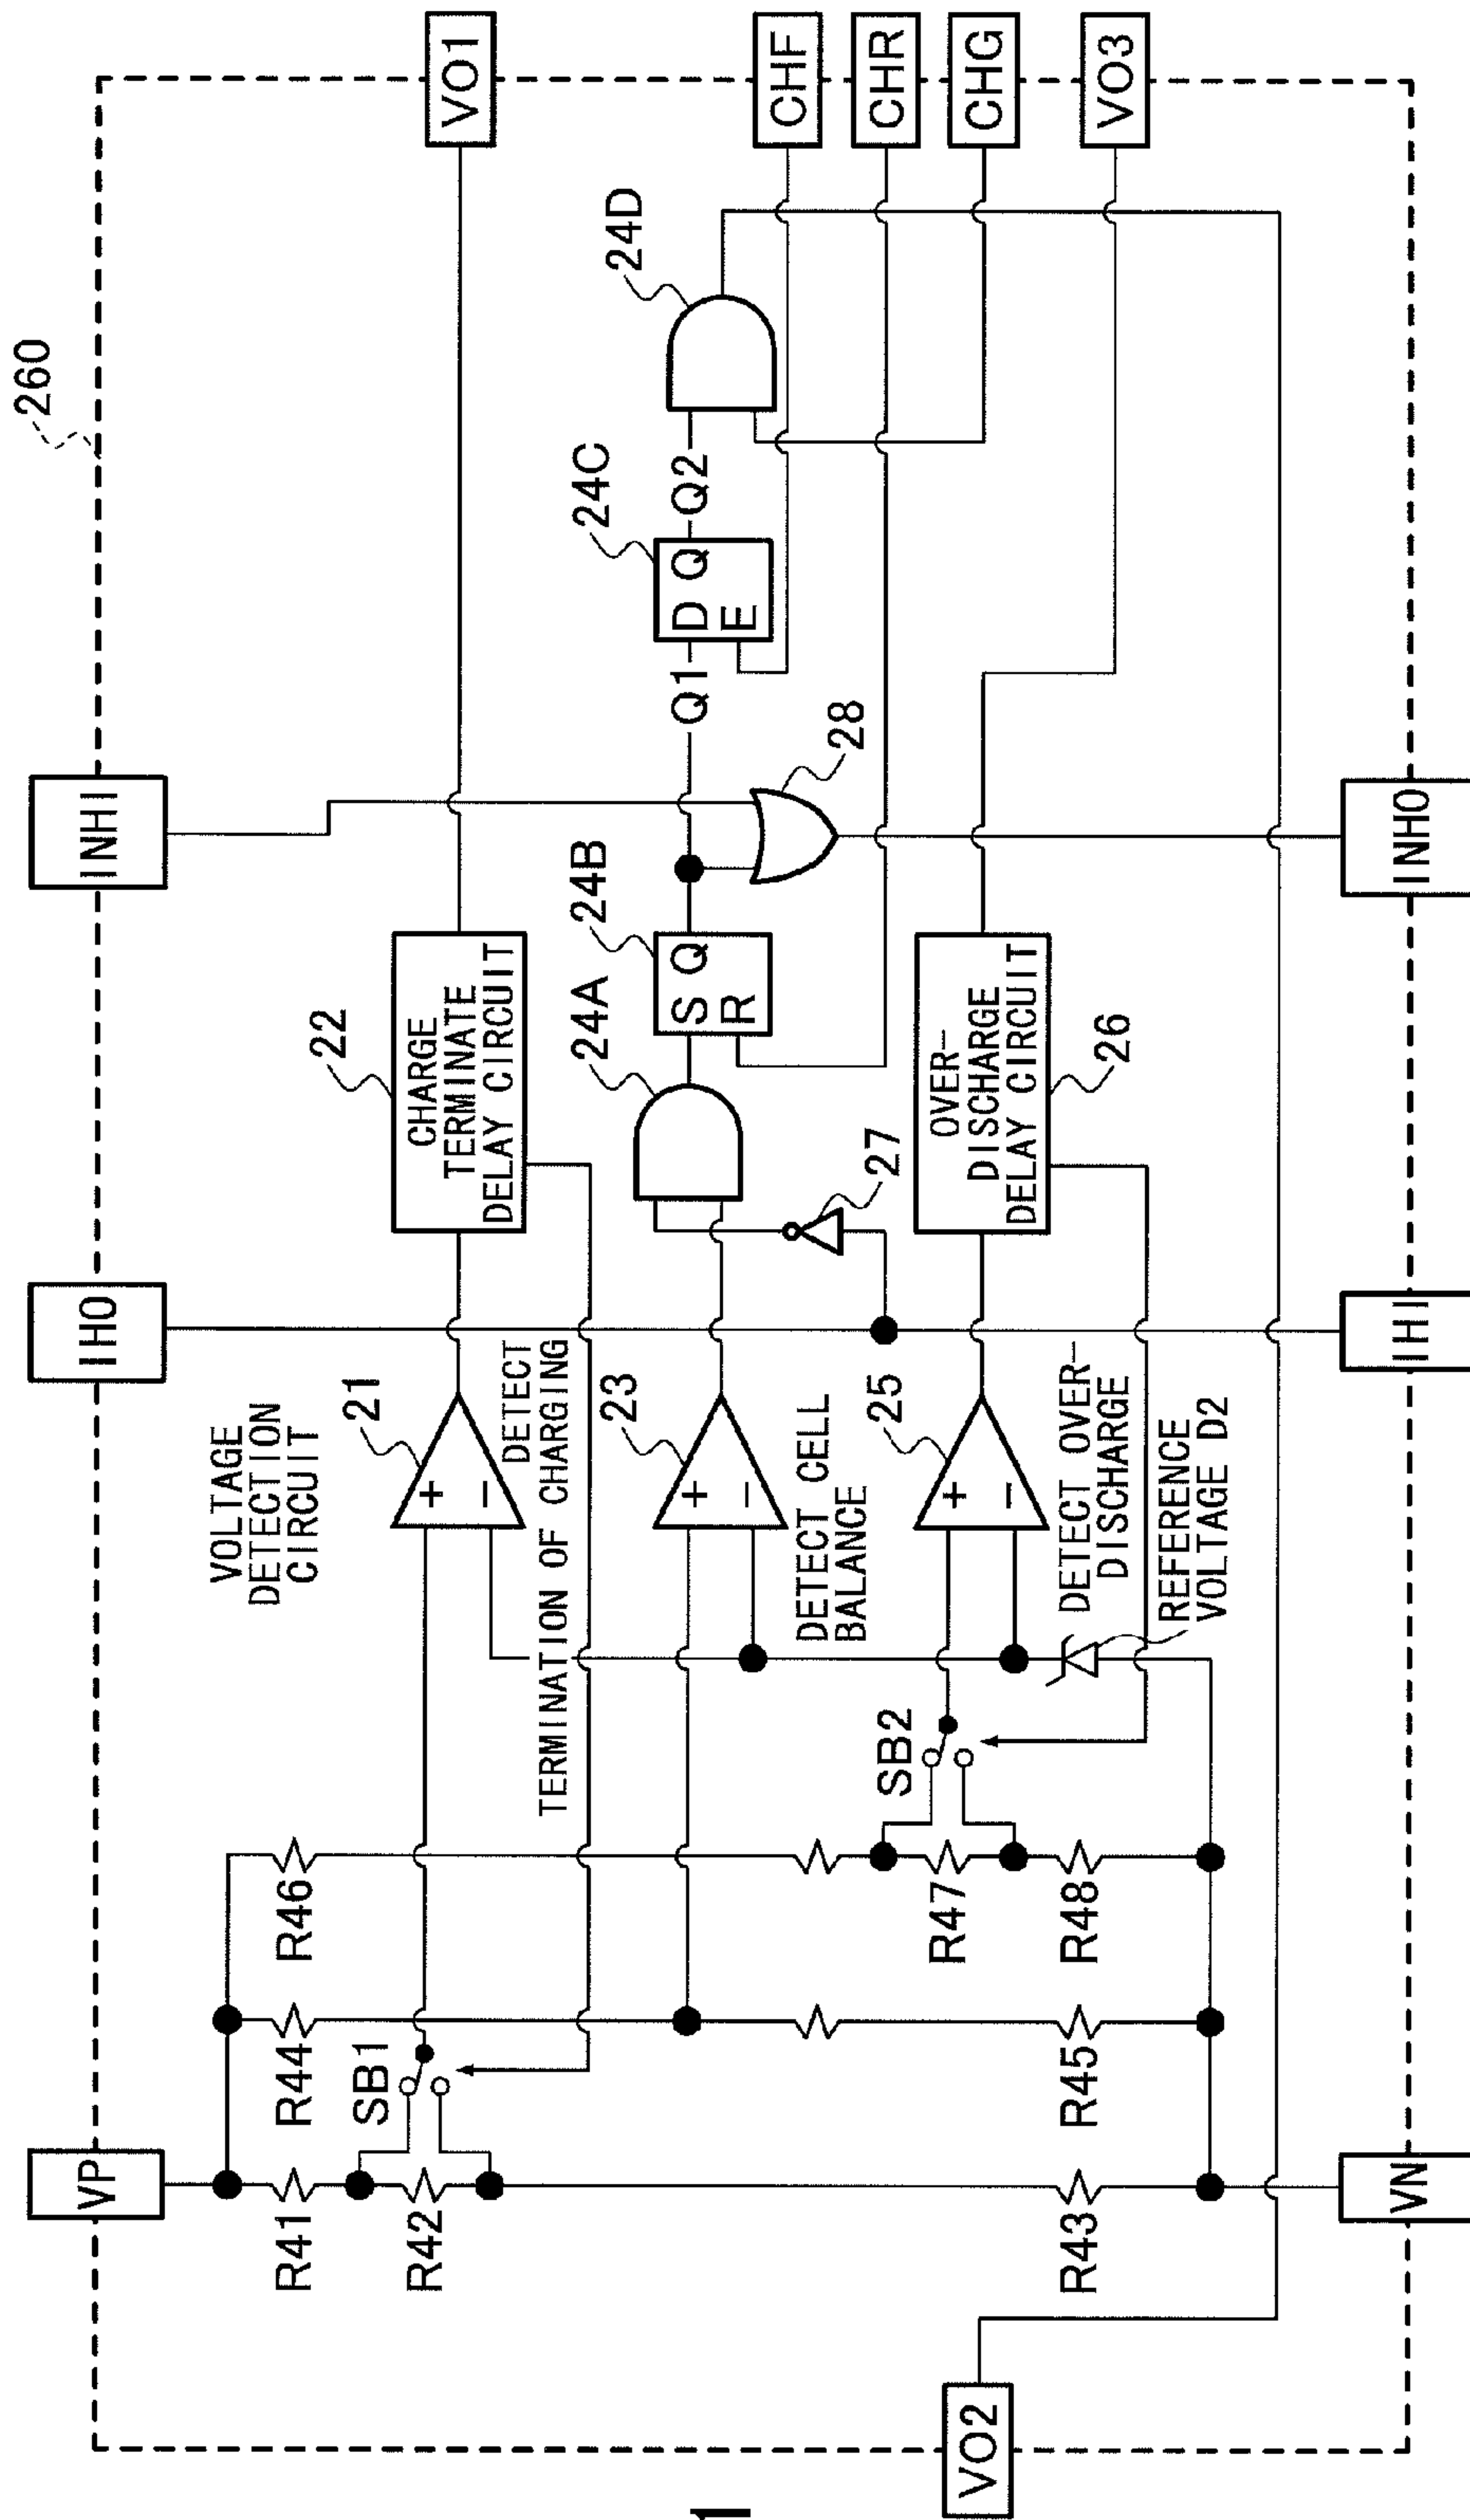 260
INHI
IHO
VP
VOLTAGE
DETECTION
CIRCUIT
VO1
CHF
CHR
CHG
VO3
VO2
INHO
IHI
VN
R41
R42
R43
R44
R45
R46
R47
R48
SB1
SB2
21
+
−
DETECT
TERMINATION OF CHARGING
22
CHARGE
TERMINATE
DELAY CIRCUIT
23
+
−
DETECT CELL
BALANCE
24A
24B
S Q
R
Q1
24C
D Q
E
Q2
24D
25
+
−
DETECT OVER-
DISCHARGE
REFERENCE
VOLTAGE D2
26
OVER-
DISCHARGE
DELAY CIRCUIT
27
28
1